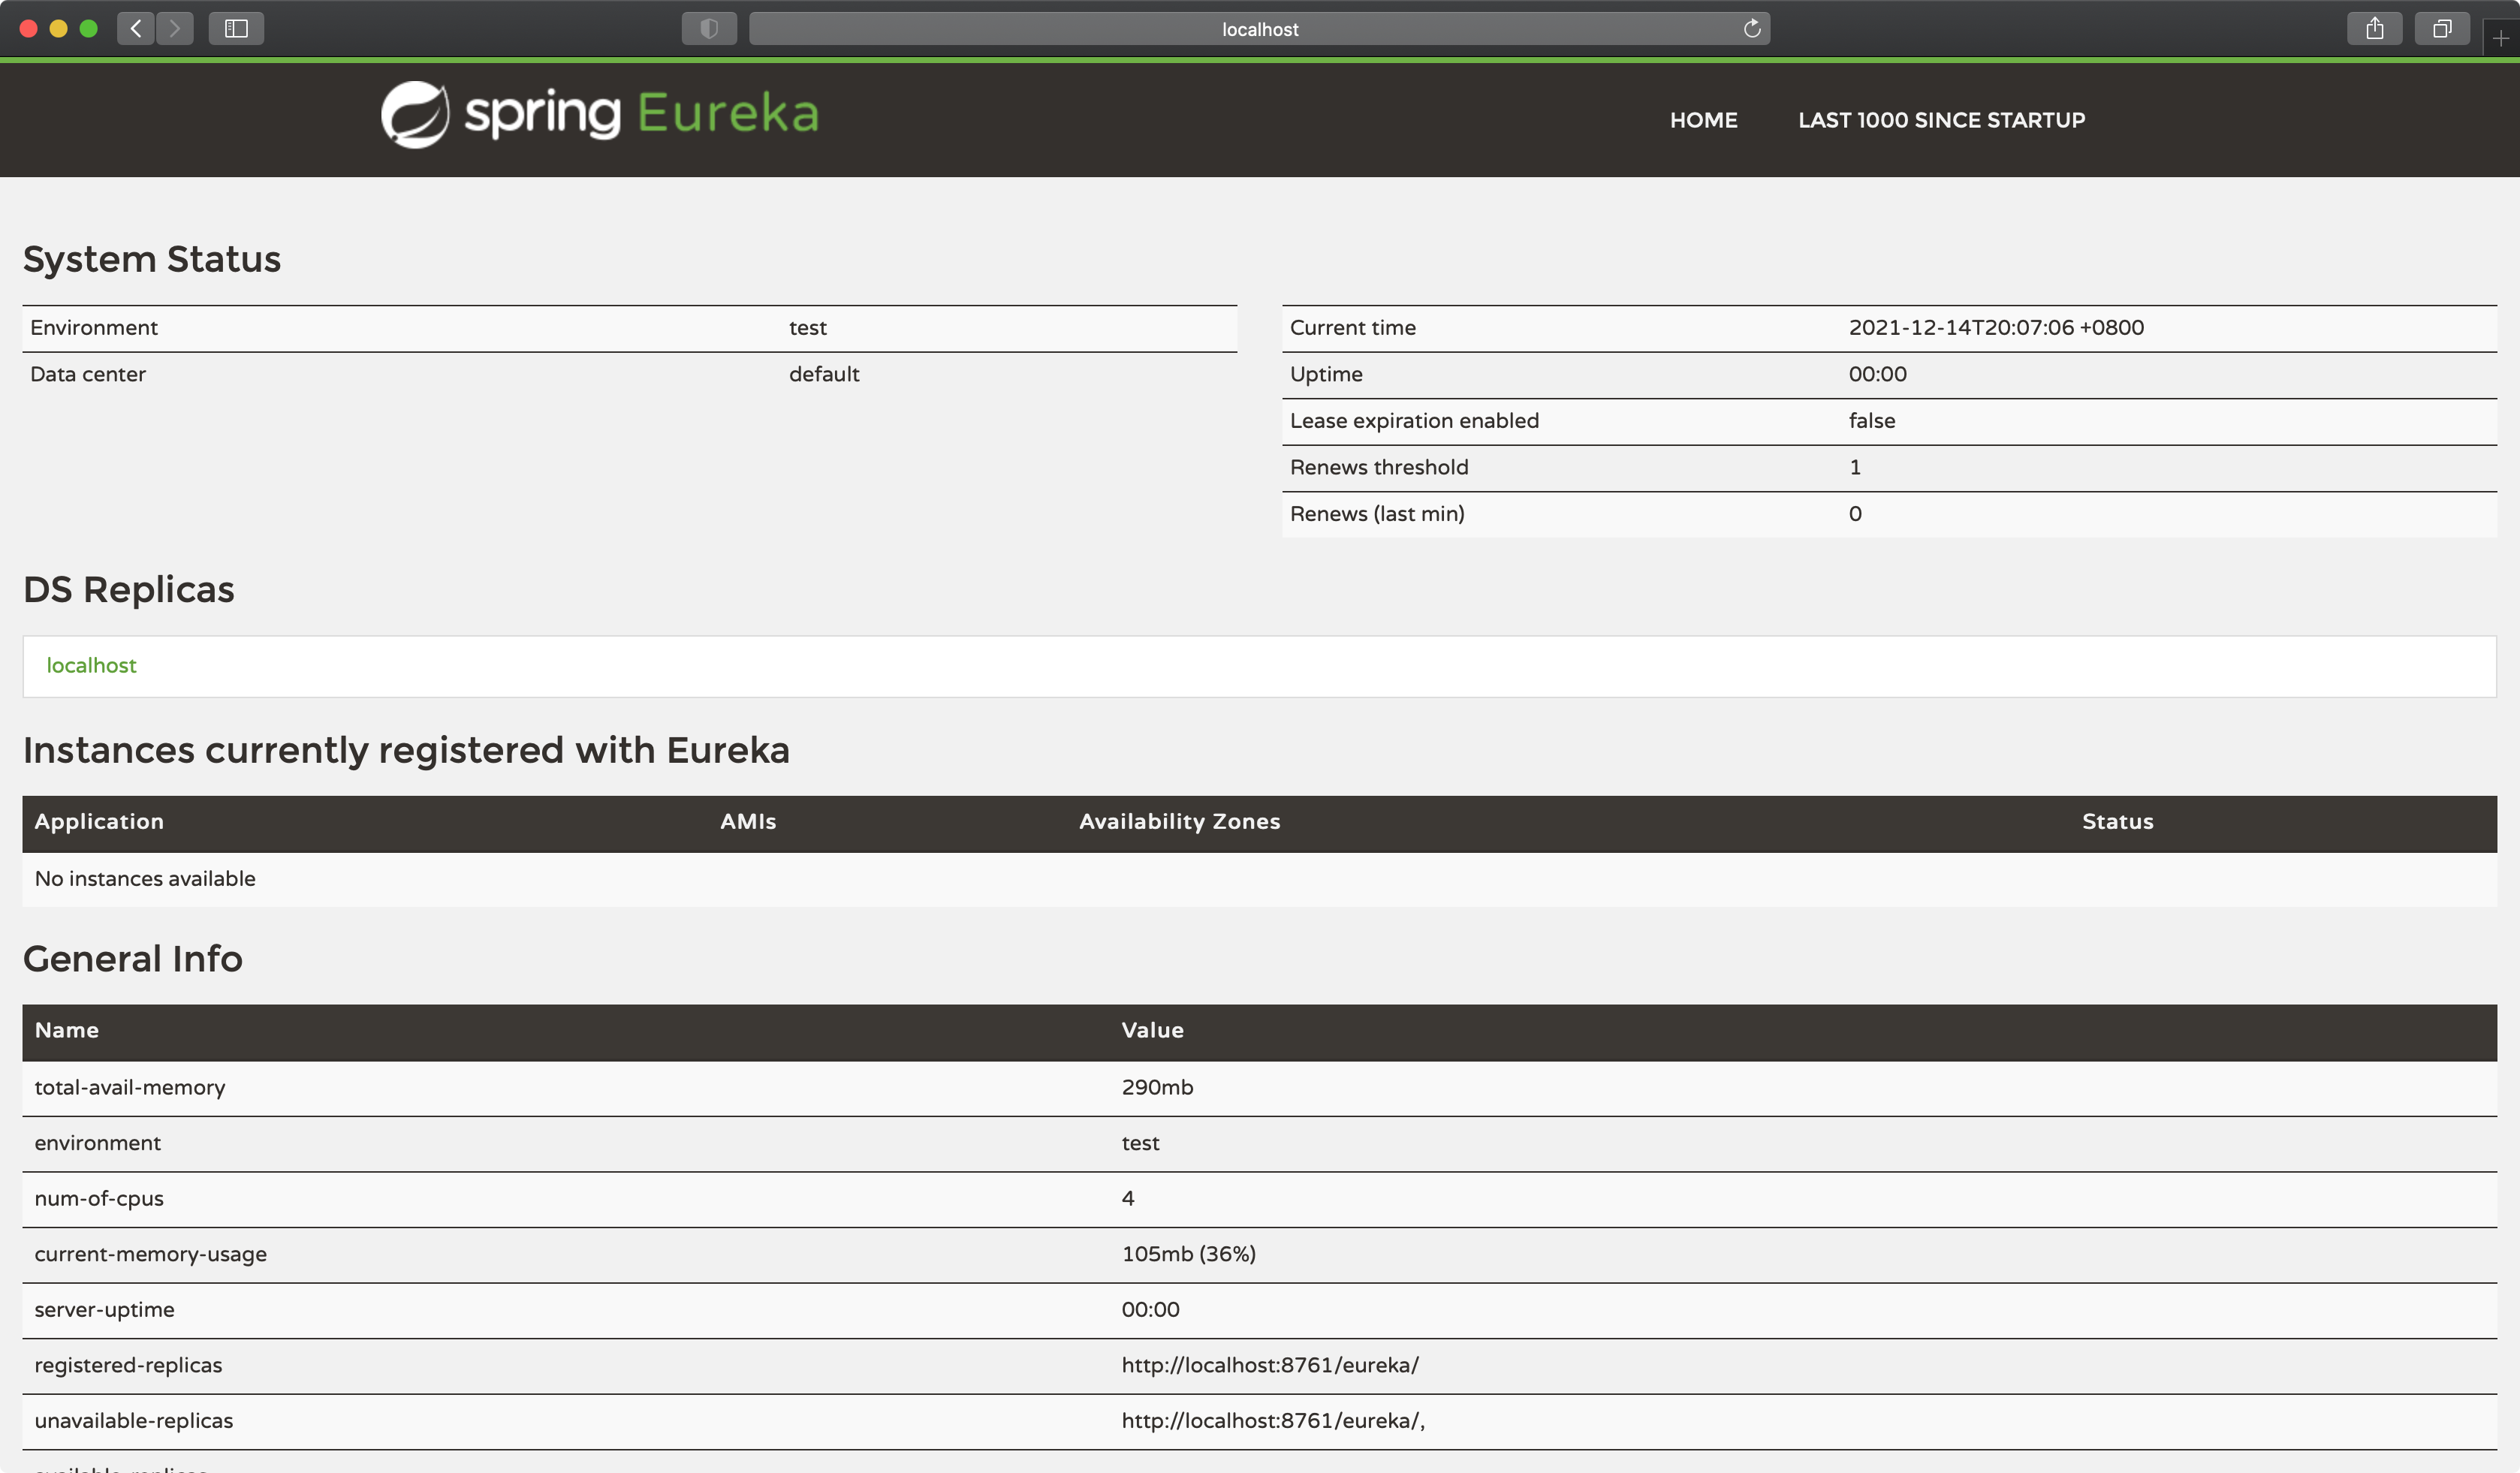 localhost
spring Eureka
HOME LAST 1000 SINCE STARTUP
System Status
Environment test
Data center default
Current time 2021-12-14T20:07:06 +0800
Uptime 00:00
Lease expiration enabled false
Renews threshold 1
Renews (last min) 0
DS Replicas
localhost
Instances currently registered with Eureka
Application AMIs Availability Zones Status
No instances available
General Info
Name Value
total-avail-memory 290mb
environment test
num-of-cpus 4
current-memory-usage 105mb (36%)
server-uptime 00:00
registered-replicas http://localhost:8761/eureka/
unavailable-replicas http://localhost:8761/eureka/,